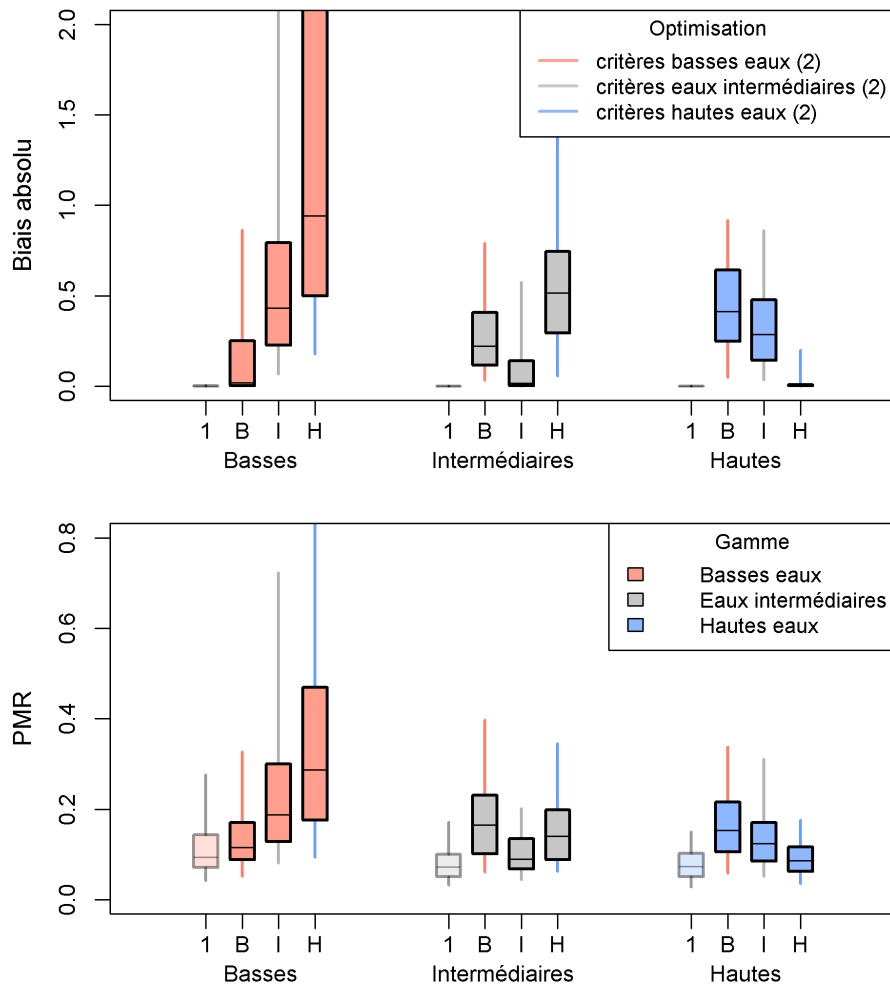 Optimisation
critères basses eaux (2)
critères eaux intermédiaires (2)
critères hautes eaux (2)
Biais absolu
2.0
1.5
1.0
0.5
0.0
1 B I H 1 B I H 1 B I H
Basses Intermédiaires Hautes
Gamme
Basses eaux
Eaux intermédiaires
Hautes eaux
PMR
0.8
0.6
0.4
0.2
0.0
1 B I H 1 B I H 1 B I H
Basses Intermédiaires Hautes